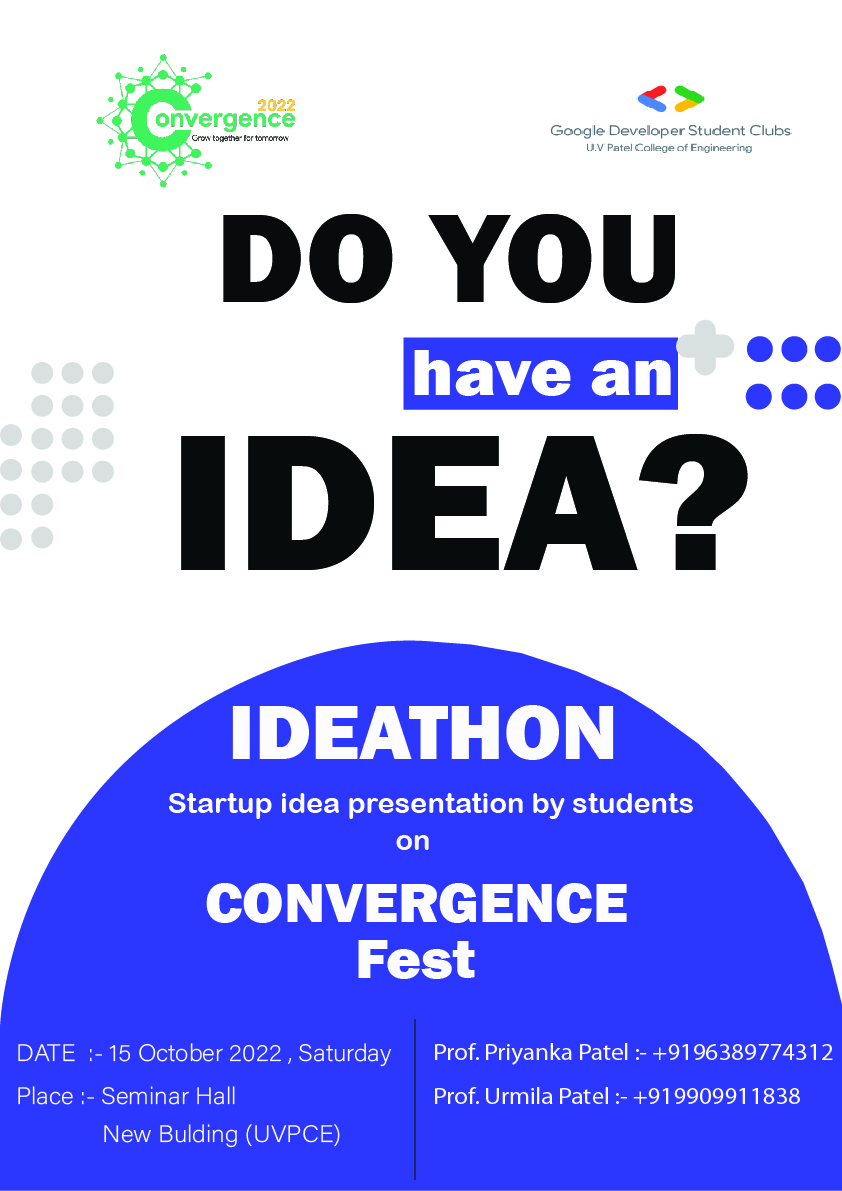 Convergence 2022
Grow together for tomorrow
Google Developer Student Clubs
U.V Patel College of Engineering
DO YOU
have an
IDEA?
IDEATHON
Startup idea presentation by students
on
CONVERGENCE
Fest
DATE :- 15 October 2022 , Saturday
Place :- Seminar Hall
New Bulding (UVPCE)
Prof. Priyanka Patel :- +9196389774312
Prof. Urmila Patel :- +919909911838